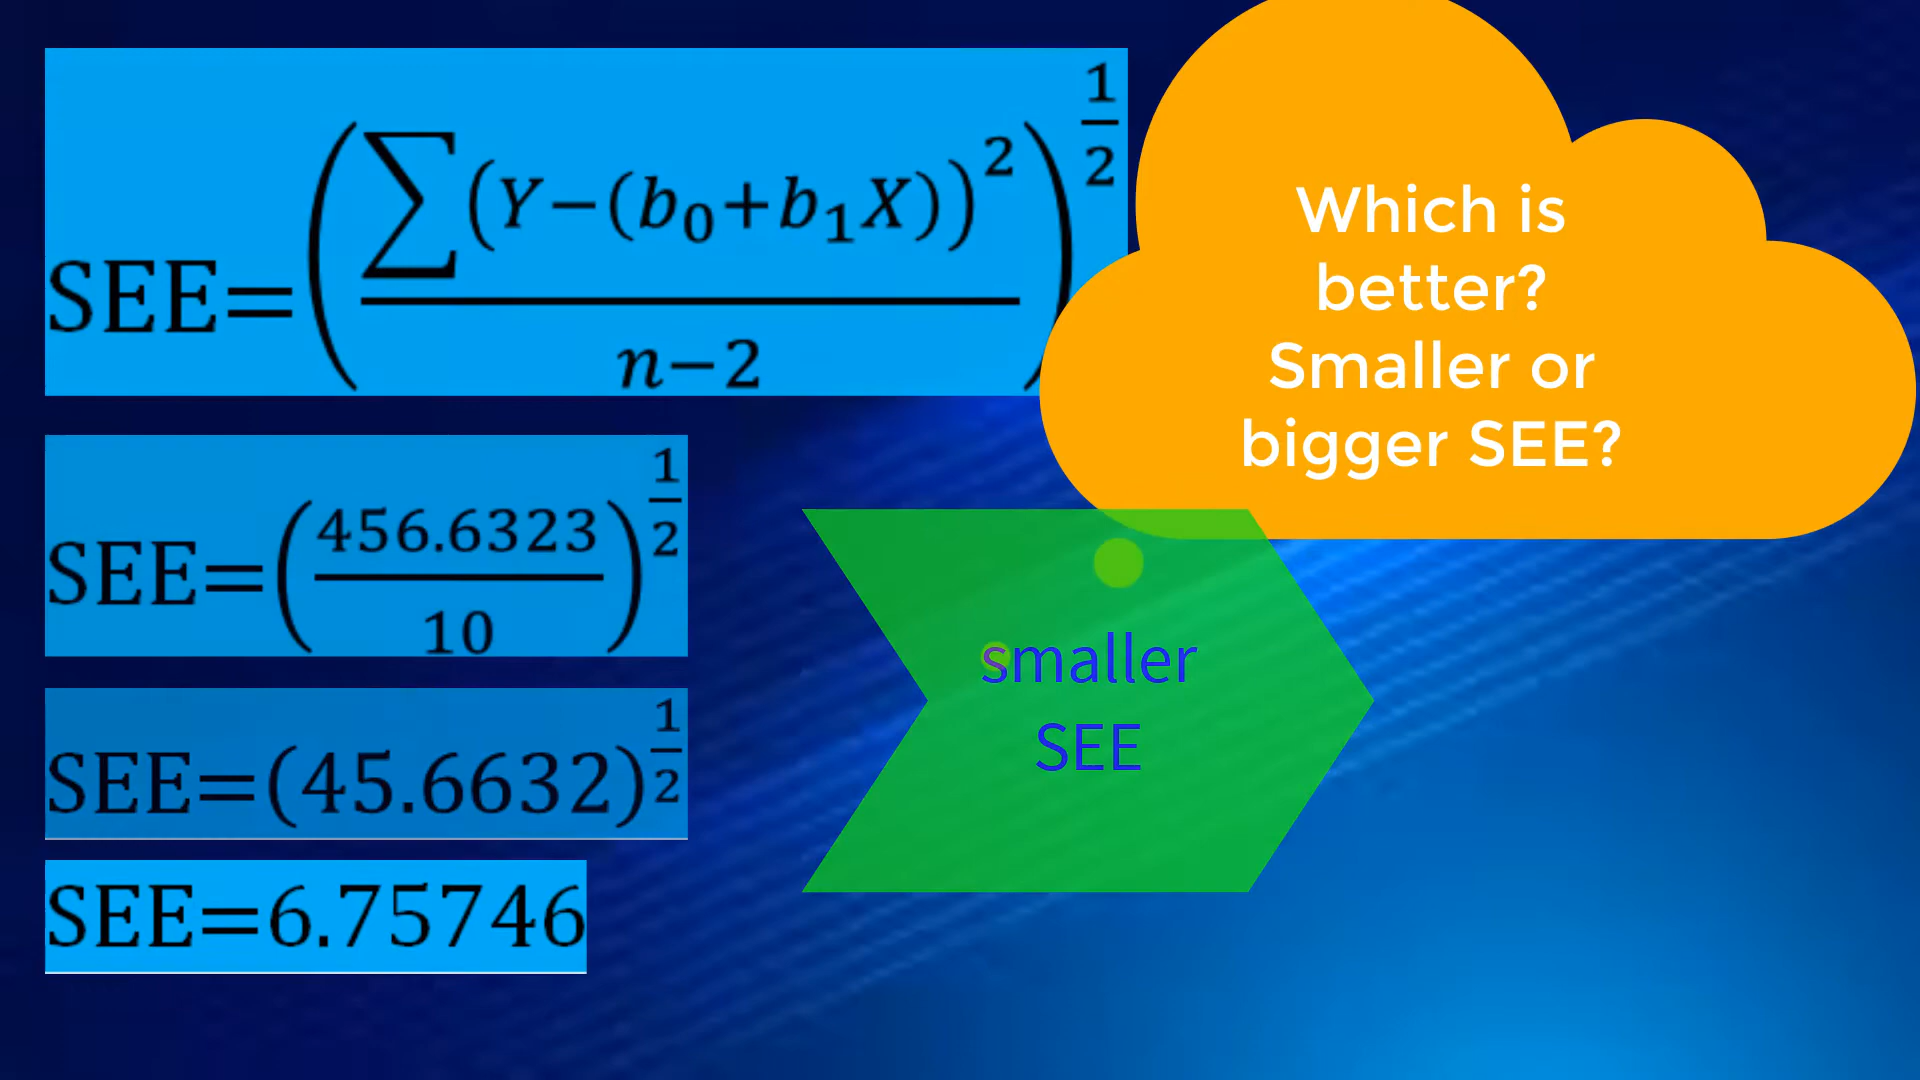 SEE=(∑(Y−(b₀+b₁X))²/n−2)^1/2
SEE=(456.6323/10)^1/2
SEE=(45.6632)^1/2
SEE=6.75746
Which is
better?
Smaller or
bigger SEE?
smaller
SEE